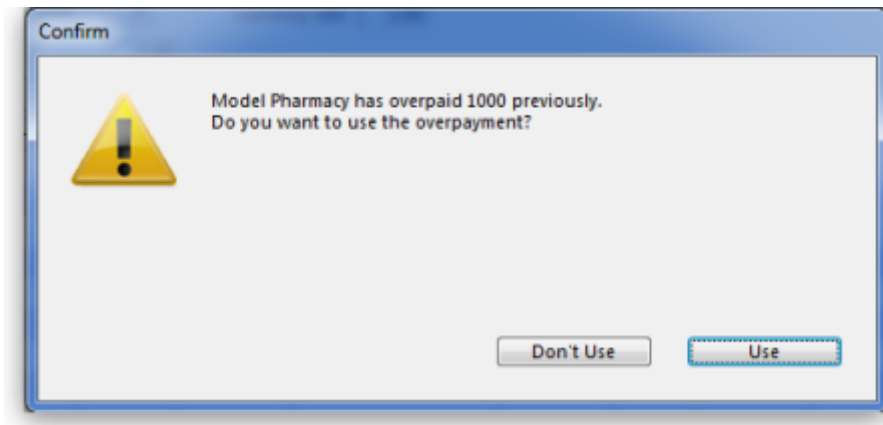 Confirm
Model Pharmacy has overpaid 1000 previously.
Do you want to use the overpayment?
Don't Use
Use